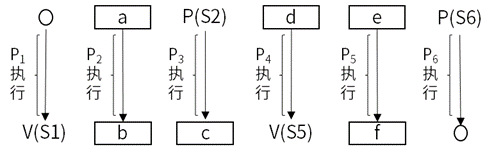 a P(S2) d e P(S6)
P1 执行 P2 执行 P3 执行 P4 执行 P5 执行 P6 执行
V(S1) b c V(S5) f